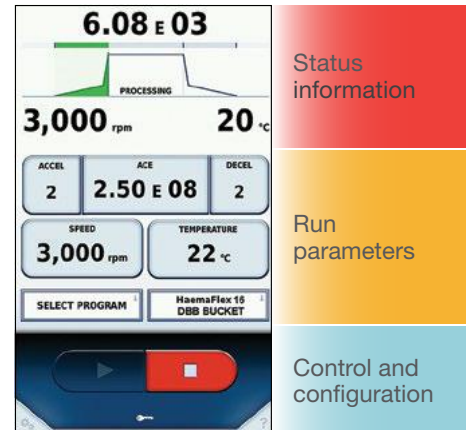 6.08 E 03
PROCESSING
3,000 rpm 20 °C
ACCEL ACE DECEL
2 2.50 E 08 2
SPEED TEMPERATURE
3,000 rpm 22 °C
SELECT PROGRAM HaemaFlex 16
DBB BUCKET
?
Status
information
Run
parameters
Control and
configuration